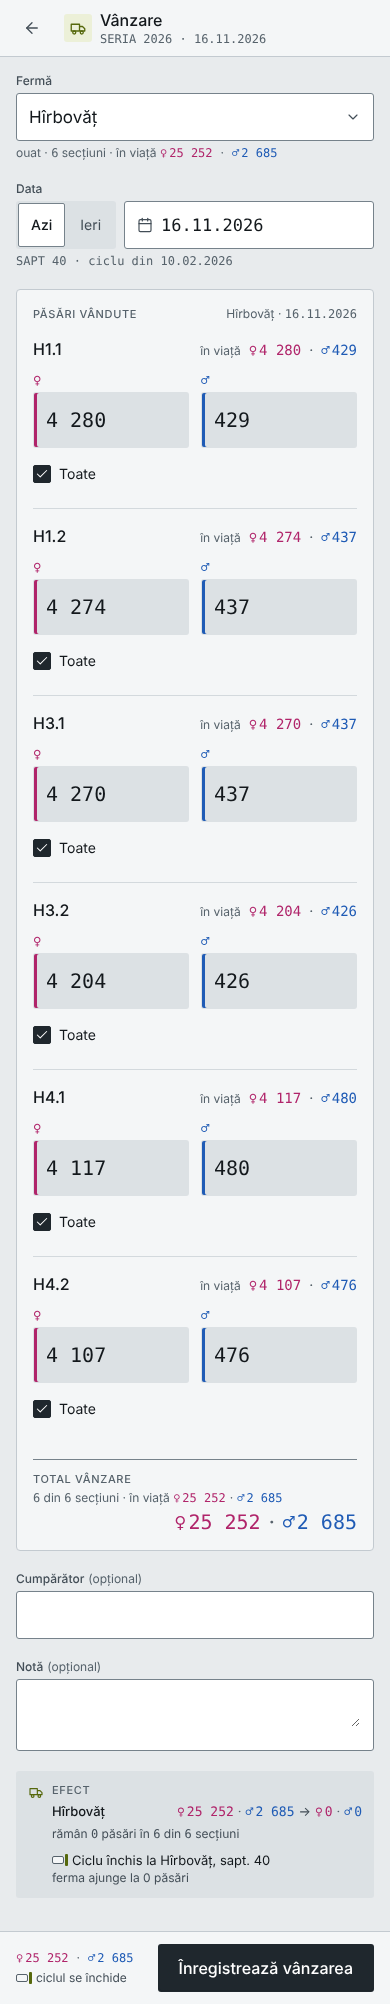 Vânzare
SERIA 2026 · 16.11.2026
Fermă
Hîrbovăț
ouat · 6 secțiuni · în viață ♀25 252 · ♂2 685
Data
Azi Ieri 16.11.2026
SAPT 40 · ciclu din 10.02.2026
PĂSĂRI VÂNDUTE Hîrbovăț · 16.11.2026
H1.1 în viață ♀4 280 · ♂429
♀ ♂
4 280 429
Toate
H1.2 în viață ♀4 274 · ♂437
♀ ♂
4 274 437
Toate
H3.1 în viață ♀4 270 · ♂437
♀ ♂
4 270 437
Toate
H3.2 în viață ♀4 204 · ♂426
♀ ♂
4 204 426
Toate
H4.1 în viață ♀4 117 · ♂480
♀ ♂
4 117 480
Toate
H4.2 în viață ♀4 107 · ♂476
♀ ♂
4 107 476
Toate
TOTAL VÂNZARE
6 din 6 secțiuni · în viață ♀25 252 · ♂2 685
♀25 252 · ♂2 685
Cumpărător (opțional)
Notă (opțional)
EFECT
Hîrbovăț ♀25 252 · ♂2 685 → ♀0 · ♂0
rămân 0 păsări în 6 din 6 secțiuni
Ciclu închis la Hîrbovăț, sapt. 40
ferma ajunge la 0 păsări
♀25 252 · ♂2 685
ciclul se închide
Înregistrează vânzarea